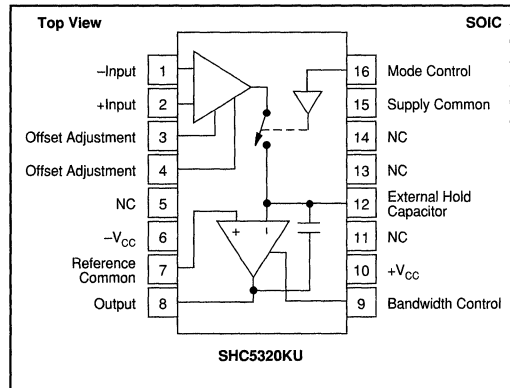 Top View
SOIC
–Input 1
+Input 2
Offset Adjustment 3
Offset Adjustment 4
NC 5
–VCC 6
Reference
Common 7
Output 8
16 Mode Control
15 Supply Common
14 NC
13 NC
12 External Hold
Capacitor
11 NC
10 +VCC
9 Bandwidth Control
+ –
SHC5320KU